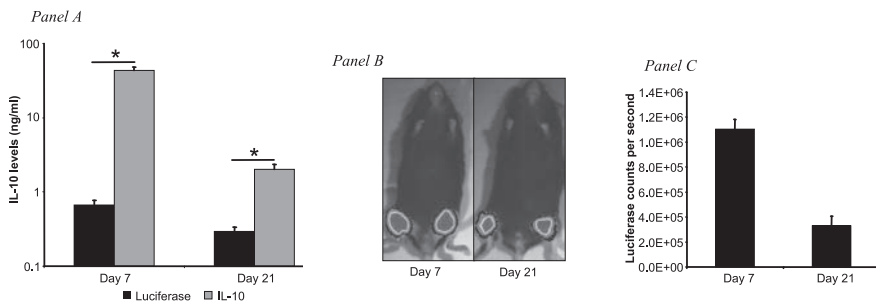 Panel A
IL-10 levels (ng/ml)
100
10
1
0.1
*
*
Day 7
Day 21
Luciferase
IL-10
Panel B
Day 7
Day 21
Panel C
Luciferase counts per second
1.4E+06
1.2E+06
1.0E+06
8.0E+05
6.0E+05
4.0E+05
2.0E+05
0.0E+00
Day 7
Day 21